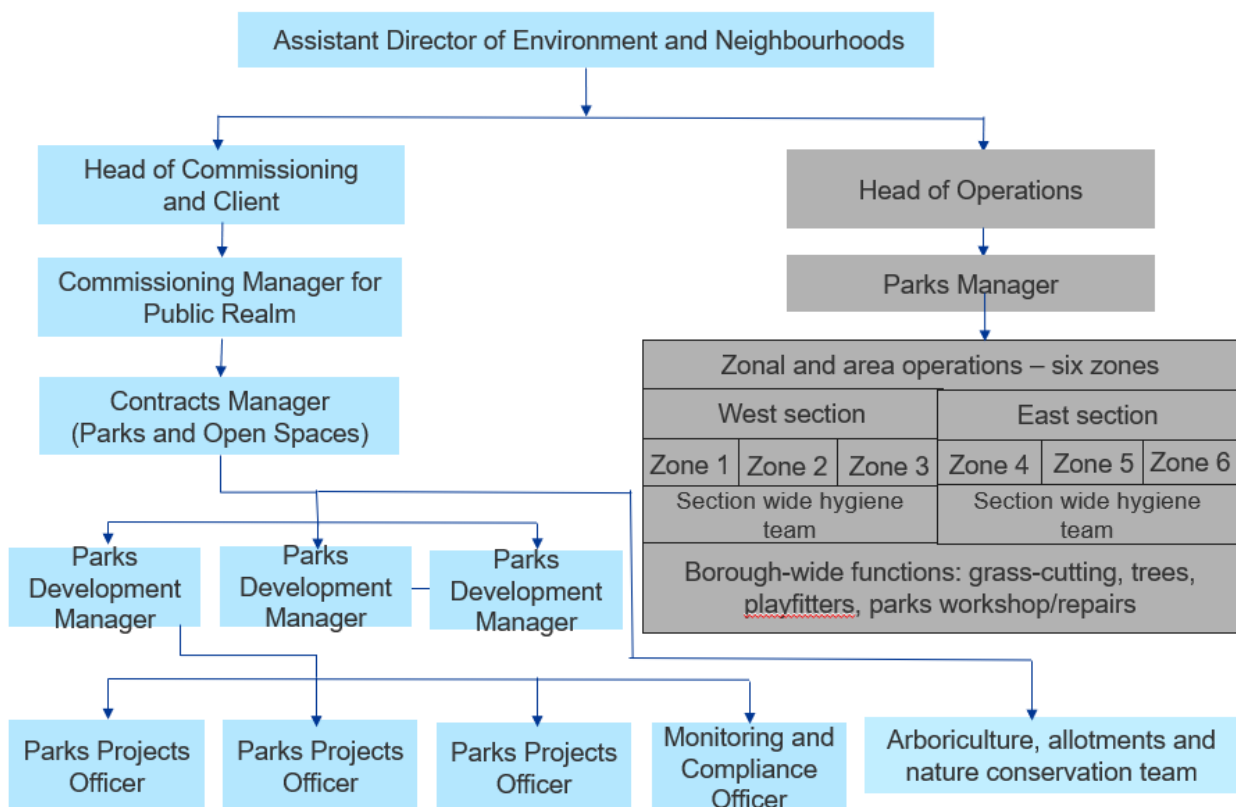 Assistant Director of Environment and Neighbourhoods
Head of Commissioning
and Client
Head of Operations
Commissioning Manager for
Public Realm
Parks Manager
Contracts Manager
(Parks and Open Spaces)
Zonal and area operations – six zones
West section
East section
Zone 1
Zone 2
Zone 3
Zone 4
Zone 5
Zone 6
Section wide hygiene
team
Section wide hygiene
team
Borough-wide functions: grass-cutting, trees,
playfitters, parks workshop/repairs
Parks
Development
Manager
Parks
Development
Manager
Parks
Development
Manager
Parks Projects
Officer
Parks Projects
Officer
Parks Projects
Officer
Monitoring and
Compliance
Officer
Arboriculture, allotments and
nature conservation team